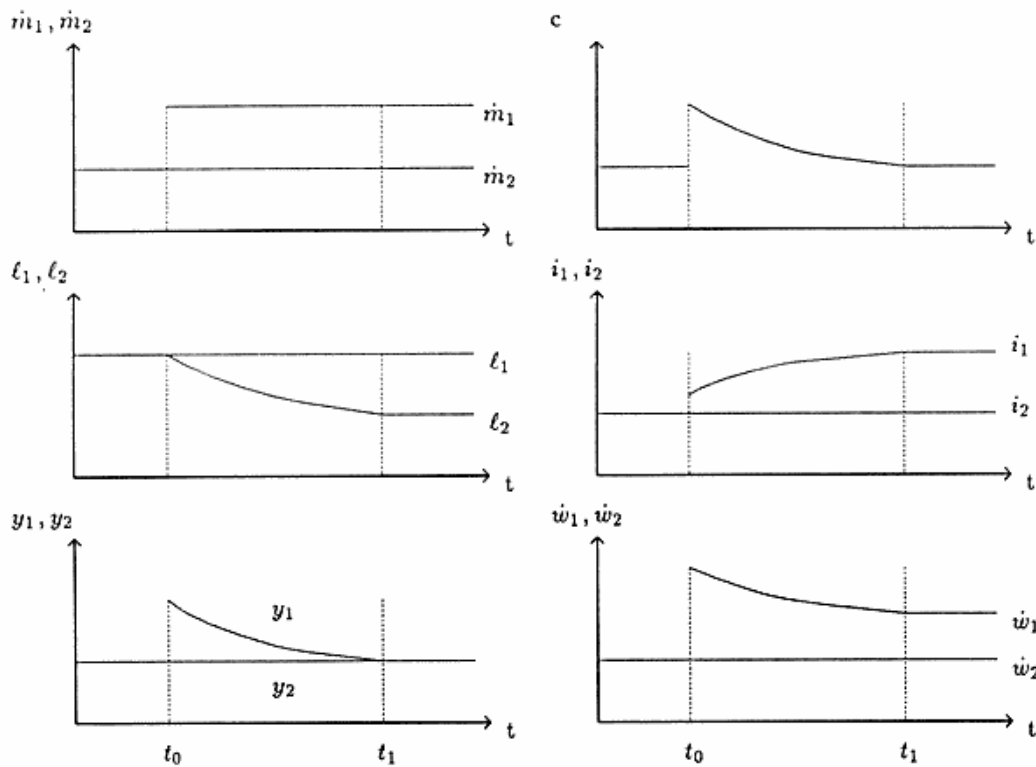 ṁ₁, ṁ₂
c
ṁ₁
ṁ₂
t
t
ℓ₁, ℓ₂
i₁, i₂
ℓ₁
ℓ₂
i₁
i₂
t
t
y₁, y₂
ẇ₁, ẇ₂
y₁
y₂
ẇ₁
ẇ₂
t
t
t₀ t₁
t₀ t₁